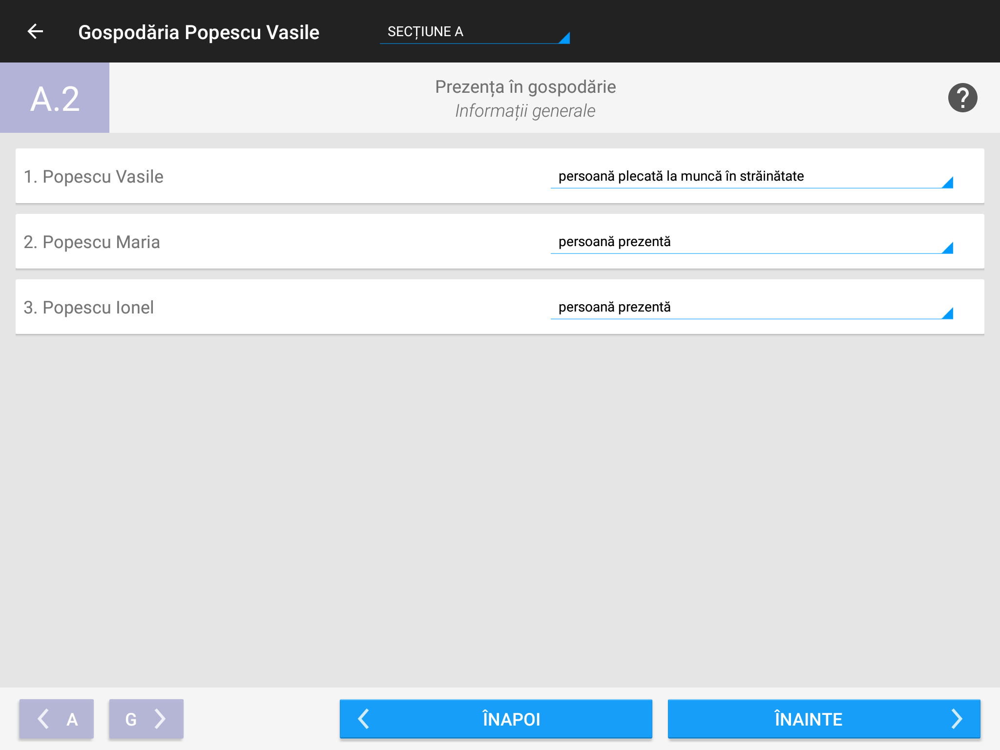 Gospodăria Popescu Vasile
SECȚIUNE A
A.2
Prezența în gospodărie
Informații generale
1. Popescu Vasile
persoană plecată la muncă în străinătate
2. Popescu Maria
persoană prezentă
3. Popescu Ionel
persoană prezentă
A
G
ÎNAPOI
ÎNAINTE